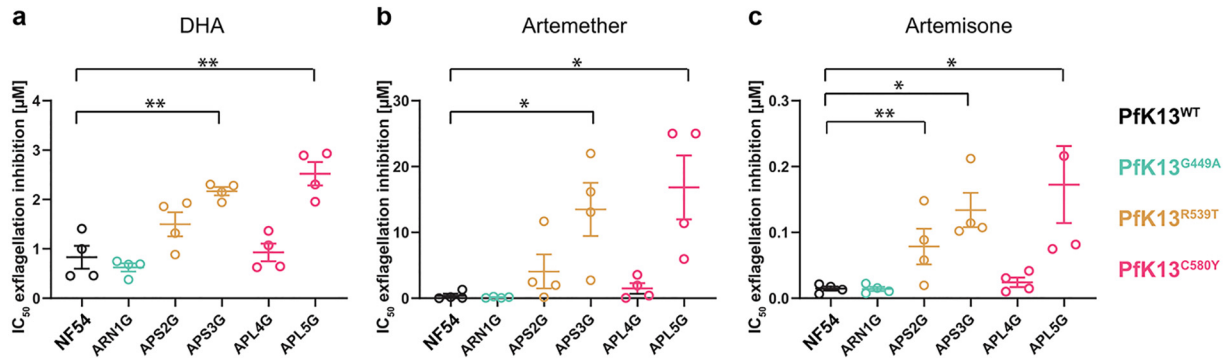 a
DHA
**
**
IC50 exflagellation inhibition [µM]
4
3
2
1
0
NF54
ARN1G
APS2G
APS3G
APL4G
APL5G
b
Artemether
*
*
IC50 exflagellation inhibition [µM]
30
20
10
0
NF54
ARN1G
APS2G
APS3G
APL4G
APL5G
c
Artemisone
*
*
**
IC50 exflagellation inhibition [µM]
0.3
0.2
0.1
0.0
NF54
ARN1G
APS2G
APS3G
APL4G
APL5G
PfK13WT
PfK13G449A
PfK13R539T
PfK13C580Y